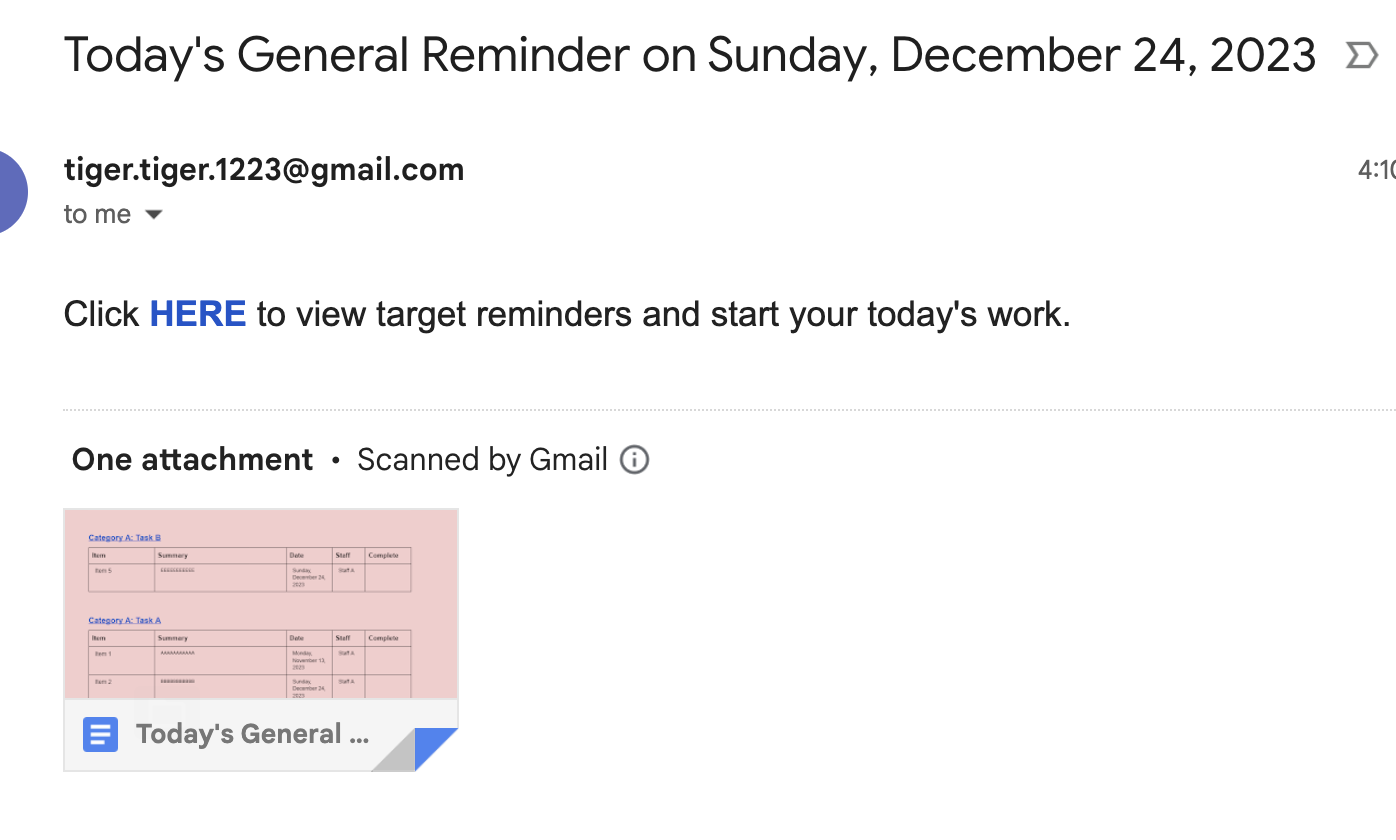 Today's General Reminder on Sunday, December 24, 2023
tiger.tiger.1223@gmail.com
4:10
to me
Click HERE to view target reminders and start your today's work.
One attachment • Scanned by Gmail
Category A: Task B
Item Summary Date Staff Complete
Item 5 Sunday, Staff A
December 24,
2023
Category A: Task A
Item Summary Date Staff Complete
Item 1 Monday, Staff A
November 13,
2023
Item 2 Sunday, Staff A
December 24,
2023
Today's General ...